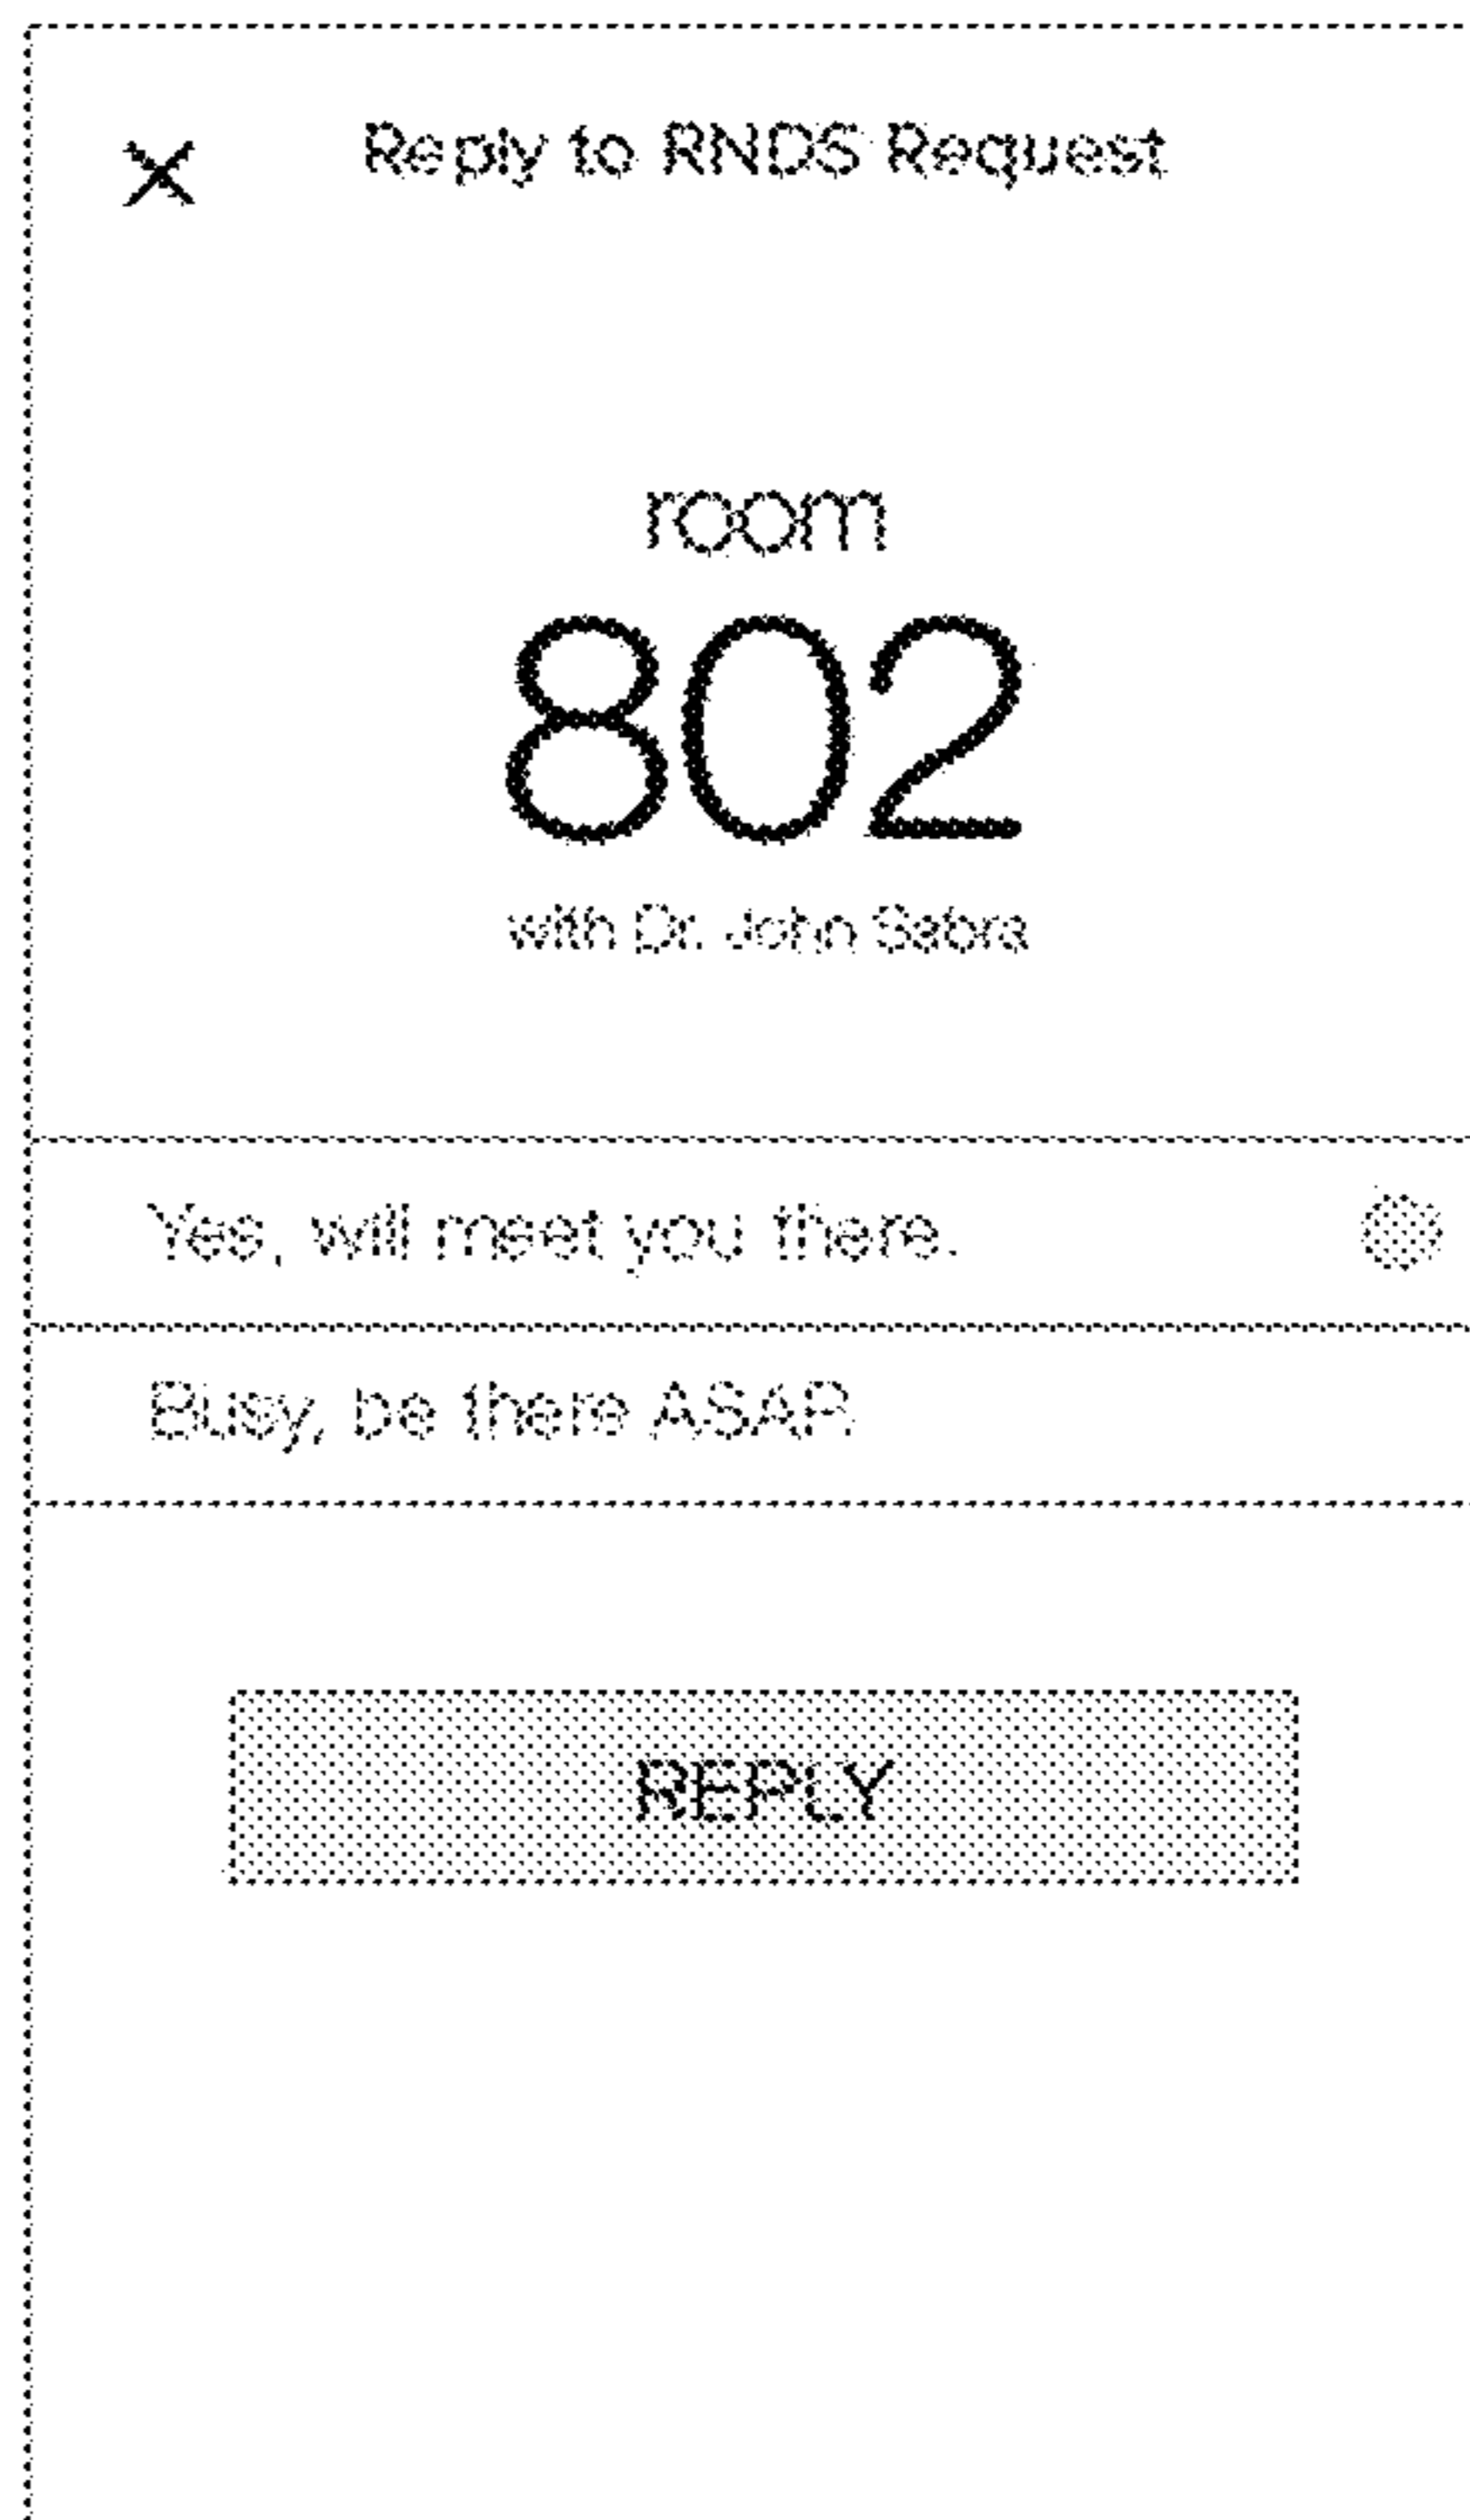 Reply to RNDS Request
room
802
with Dr. John Sabra
Yes, will meet you there.
Busy, be there ASAP.
REPLY